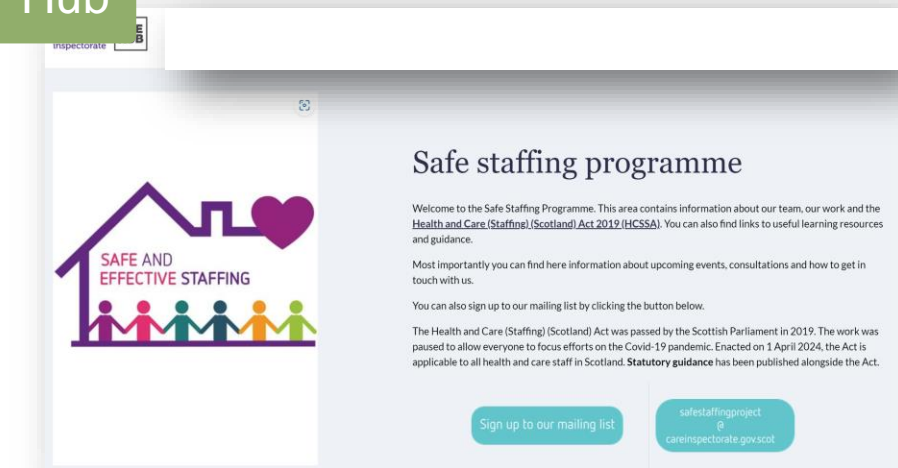 Hub
inspectorate
E
B
SAFE AND
EFFECTIVE STAFFING
Safe staffing programme
Welcome to the Safe Staffing Programme. This area contains information about our team, our work and the
Health and Care (Staffing) (Scotland) Act 2019 (HCSSA). You can also find links to useful learning resources
and guidance.
Most importantly you can find here information about upcoming events, consultations and how to get in
touch with us.
You can also sign up to our mailing list by clicking the button below.
The Health and Care (Staffing) (Scotland) Act was passed by the Scottish Parliament in 2019. The work was
paused to allow everyone to focus efforts on the Covid-19 pandemic. Enacted on 1 April 2024, the Act is
applicable to all health and care staff in Scotland. Statutory guidance has been published alongside the Act.
Sign up to our mailing list
safestaffingproject
@
careinspectorate.gov.scot